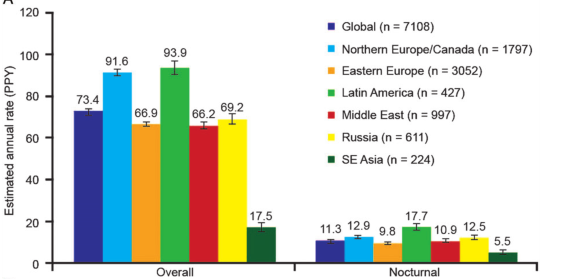 A
Estimated annual rate (PPY)
120
100
80
60
40
20
0
73.4
91.6
66.9
93.9
66.2
69.2
17.5
11.3
12.9
9.8
17.7
10.9
12.5
5.5
Overall
Nocturnal
Global (n = 7108)
Northern Europe/Canada (n = 1797)
Eastern Europe (n = 3052)
Latin America (n = 427)
Middle East (n = 997)
Russia (n = 611)
SE Asia (n = 224)